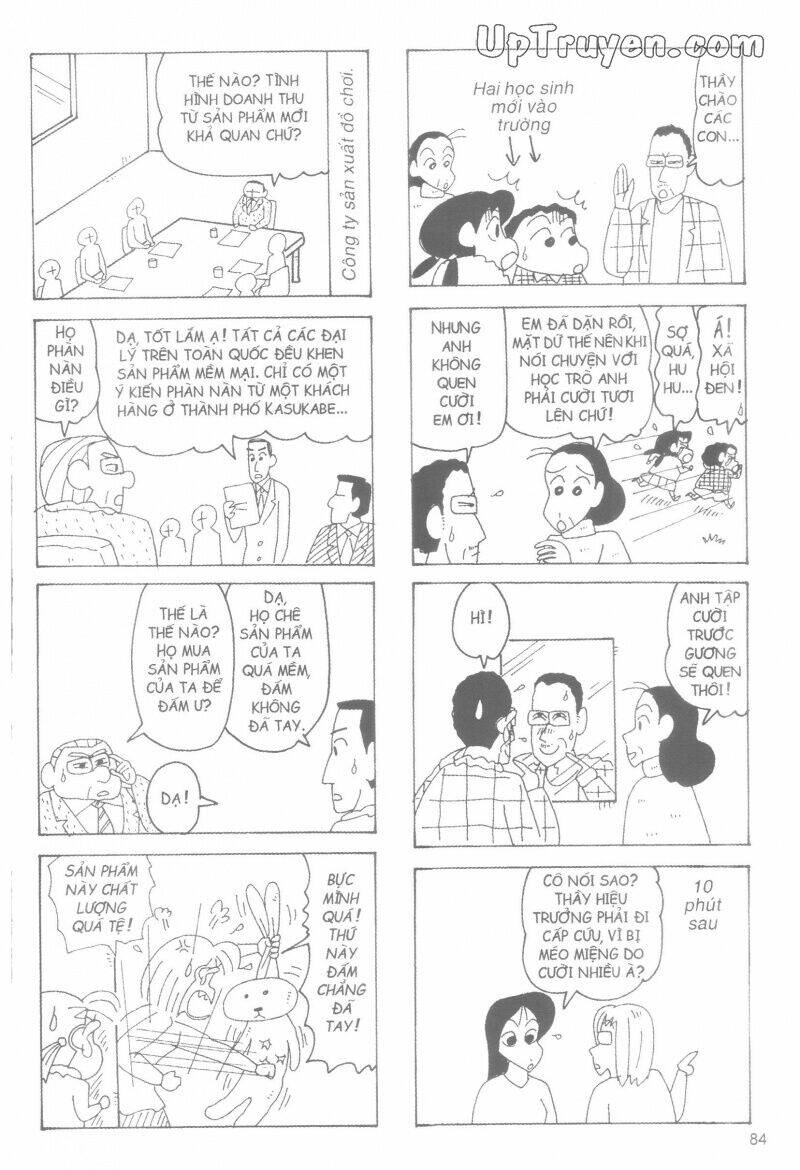 UpTruyen.com
THẾ NÀO? TÌNH
HÌNH DOANH THU
TỪ SẢN PHẨM MỚI
KHẢ QUAN CHỨ?
Công ty sản xuất đồ chơi.
HỌ
PHÀN
NÀN
ĐIỀU
GÌ?
DẠ, TỐT LẮM Ạ! TẤT CẢ CÁC ĐẠI
LÝ TRÊN TOÀN QUỐC ĐỀU KHEN
SẢN PHẨM MỀM MẠI. CHỈ CÓ MỘT
Ý KIẾN PHÀN NÀN TỪ MỘT KHÁCH
HÀNG Ở THÀNH PHỐ KASUKABE...
DẠ,
HỌ CHÊ
SẢN PHẨM
CỦA TA
QUÁ MỀM,
ĐẤM
KHÔNG
ĐÃ TAY.
THẾ LÀ
THẾ NÀO?
HỌ MUA
SẢN PHẨM
CỦA TA ĐỂ
ĐẤM Ư?
DẠ!
BỰC
MÌNH
QUÁ!
THỨ
NÀY
ĐẤM
CHẲNG
ĐÃ
TAY!
SẢN PHẨM
NÀY CHẤT
LƯỢNG
QUÁ TỆ!
THẦY
CHÀO
CÁC
CON...
Hai học sinh
mới vào
trường
Á!
XÃ
HỘI
ĐEN!
SỢ
QUÁ,
HU
HU...
EM ĐÃ DẶN RỒI,
MẶT DỮ THẾ NÊN KHI
NÓI CHUYỆN VỚI
HỌC TRÒ ANH
PHẢI CƯỜI TƯƠI
LÊN CHỨ!
NHƯNG
ANH
KHÔNG
QUEN
CƯỜI
EM ƠI!
ANH TẬP
CƯỜI
TRƯỚC
GƯƠNG
SẼ QUEN
THÔI!
HÌ!
10
phút
sau
CÔ NÓI SAO?
THẦY HIỆU
TRƯỞNG PHẢI ĐI
CẤP CỨU, VÌ BỊ
MÉO MIỆNG DO
CƯỜI NHIỀU À?
84